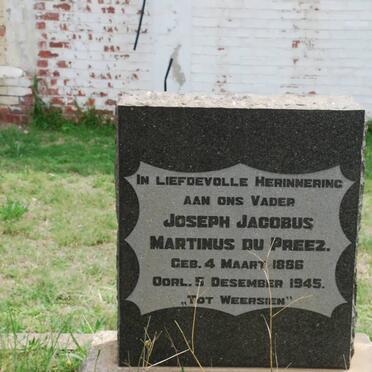 In Liefdevolle Herinnering
aan ons Vader
Joseph Jacobus
Martinus du Preez.
Geb. 4 Maart 1886
Oorl. 5 Desember 1945.
„Tot Weersien"